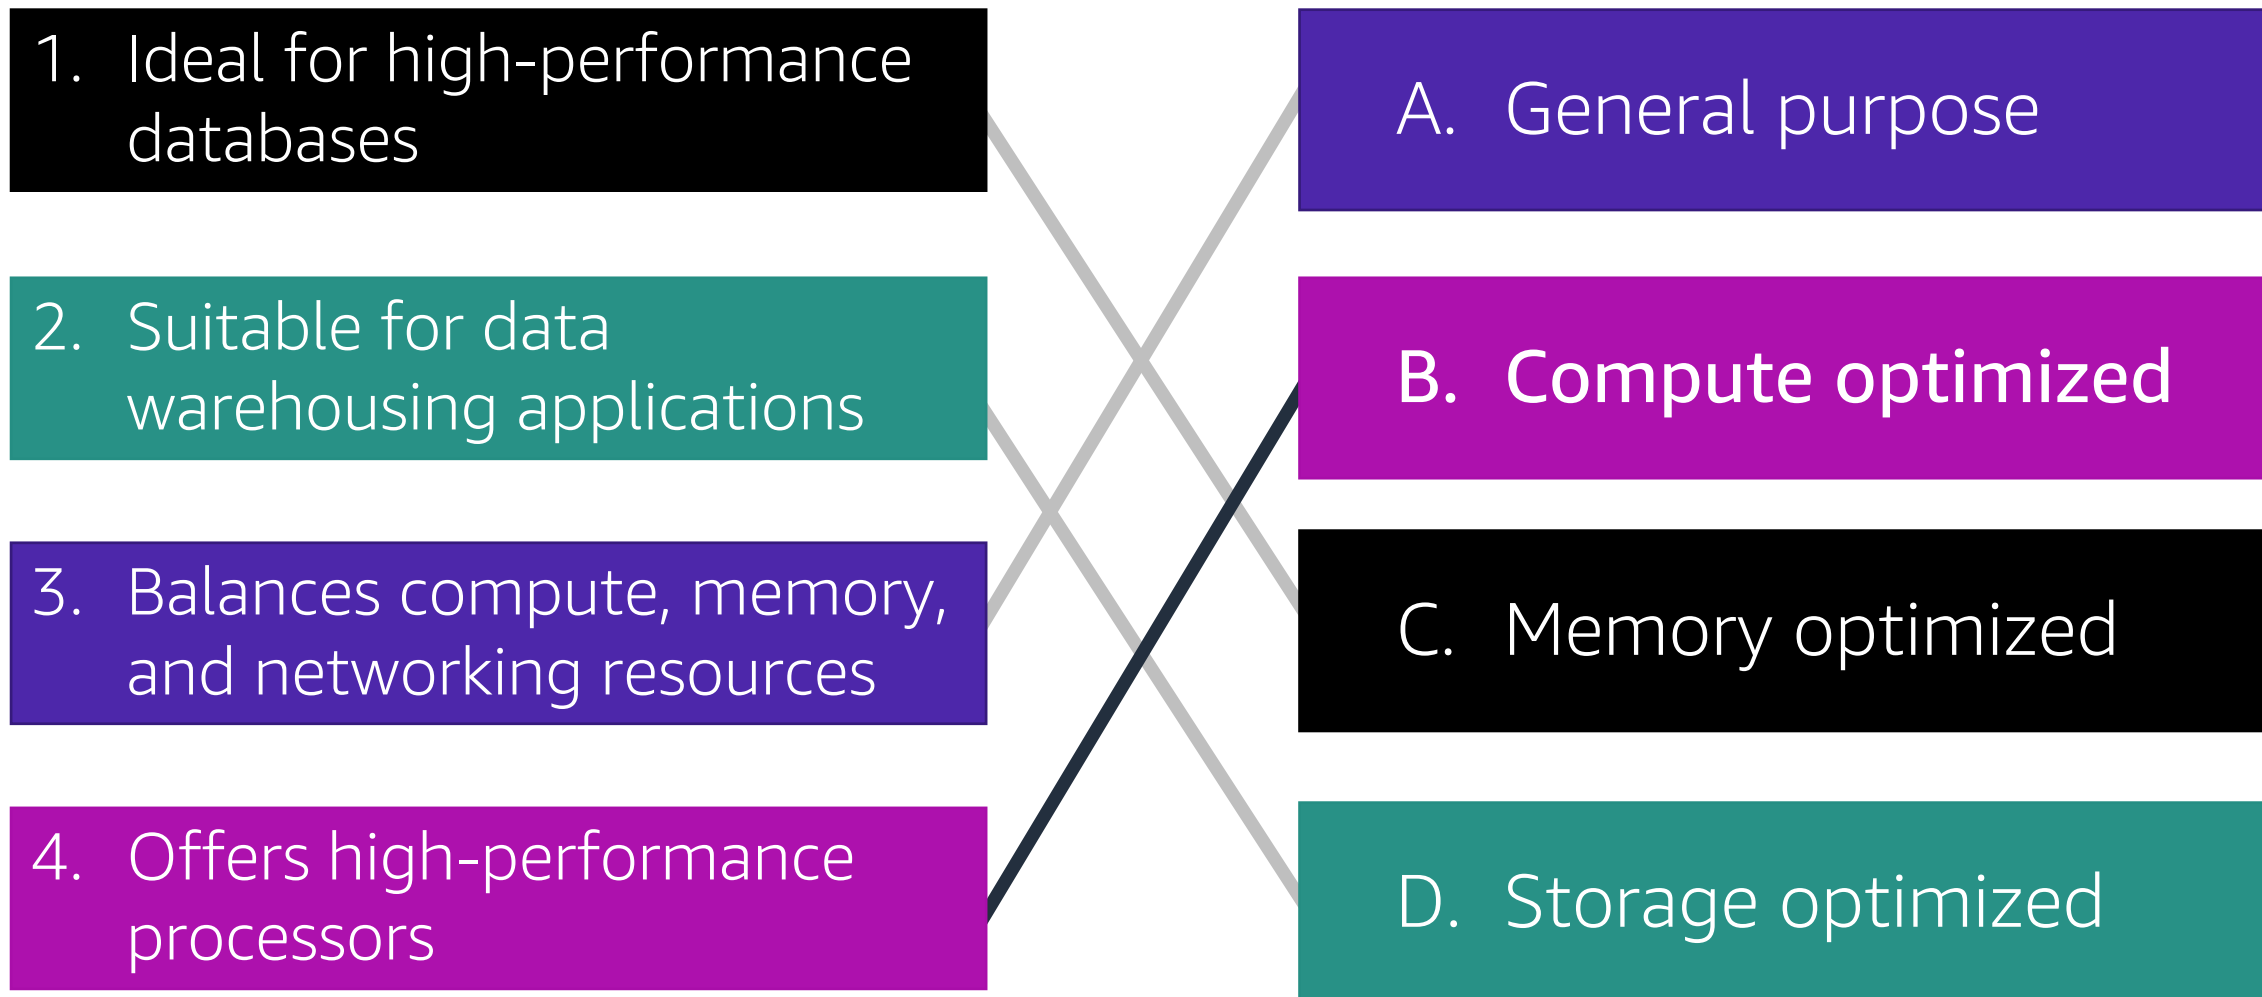 1. Ideal for high-performance
databases
2. Suitable for data
warehousing applications
3. Balances compute, memory,
and networking resources
4. Offers high-performance
processors
A. General purpose
B. Compute optimized
C. Memory optimized
D. Storage optimized